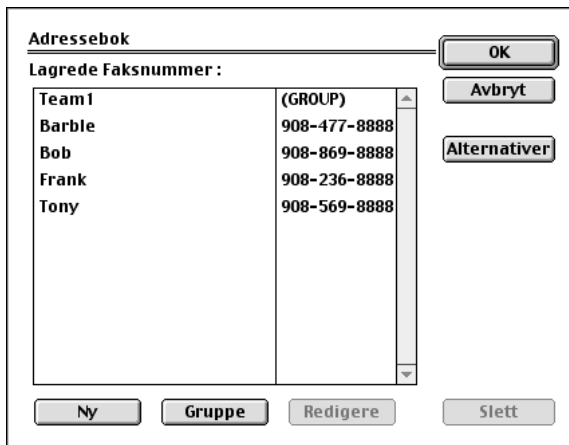 Adressebok
OK
Lagrede Faksnummer :
Avbryt
Team1 (GROUP)
Barble 908-477-8888
Bob 908-869-8888
Alternativer
Frank 908-236-8888
Tony 908-569-8888
Ny Gruppe Redigere Slett